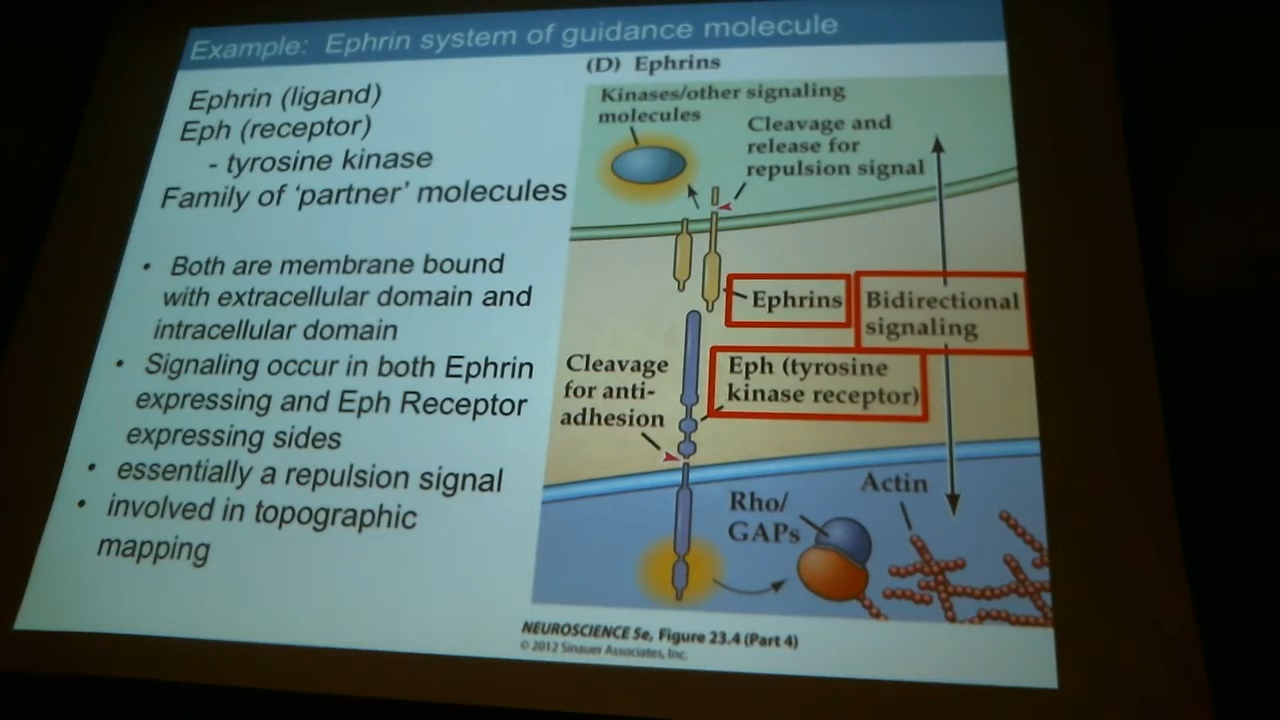 Example: Ephrin system of guidance molecule
Ephrin (ligand)
Eph (receptor)
- tyrosine kinase
Family of 'partner' molecules
• Both are membrane bound
with extracellular domain and
intracellular domain
• Signaling occur in both Ephrin
expressing and Eph Receptor
expressing sides
• essentially a repulsion signal
• involved in topographic
mapping
(D) Ephrins
Kinases/other signaling
molecules
Cleavage and
release for
repulsion signal
Ephrins
Bidirectional
signaling
Cleavage
for anti-
adhesion
Eph (tyrosine
kinase receptor)
Rho/
GAPs
Actin
NEUROSCIENCE 5e, Figure 23.4 (Part 4)
© 2012 Sinauer Associates, Inc.